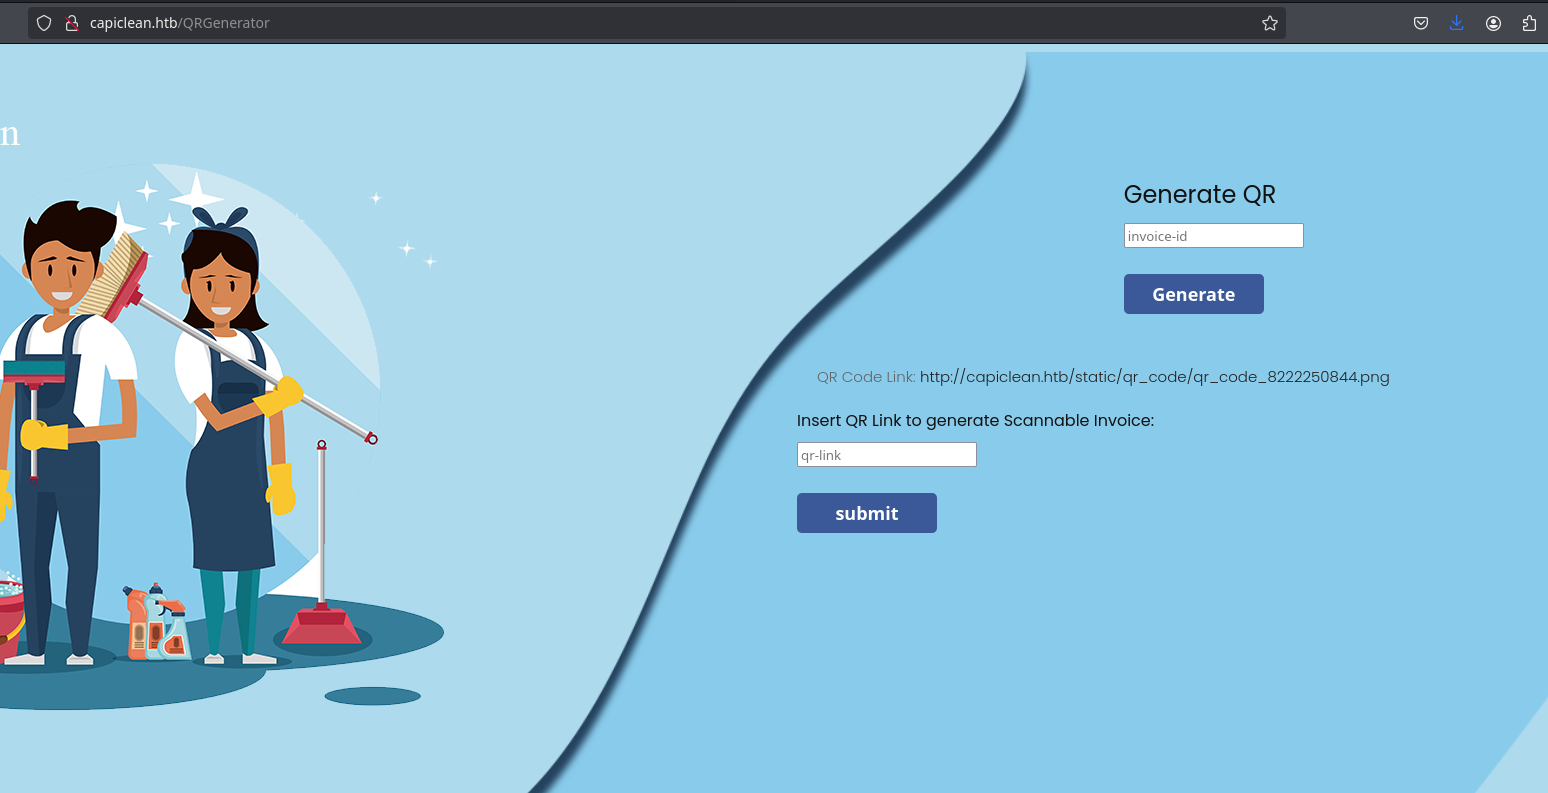 capiclean.htb/QRGenerator
n
Generate QR
invoice-id
Generate
QR Code Link: http://capiclean.htb/static/qr_code/qr_code_8222250844.png
Insert QR Link to generate Scannable Invoice:
qr-link
submit